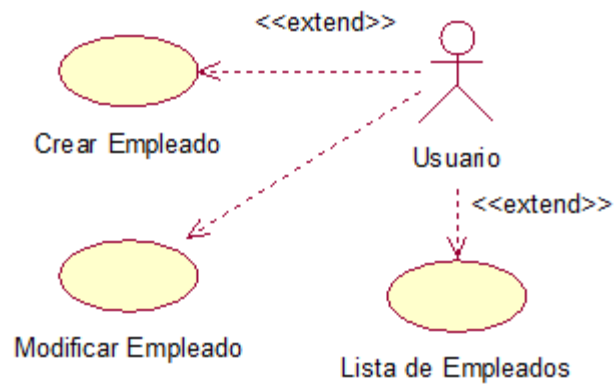 <<extend>>
Crear Empleado
Usuario
<<extend>>
Modificar Empleado
Lista de Empleados